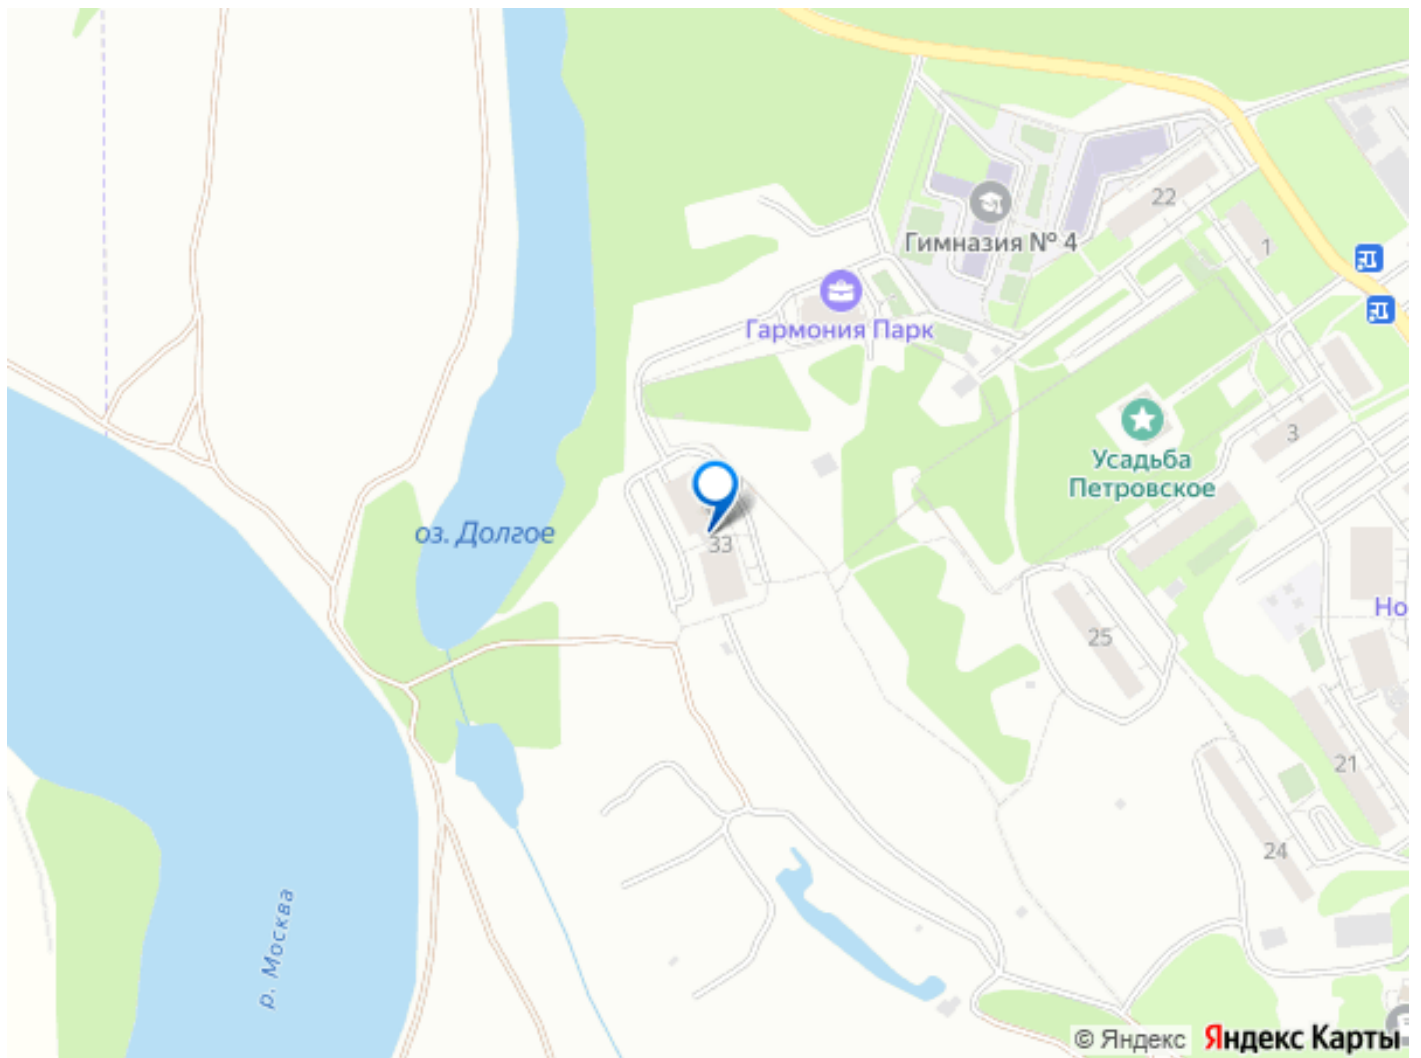 22
Гимназия № 4
1
Гармония Парк
3
Усадьба
Петровское
оз. Долгое
33
Но
25
21
24
р. Москва
© Яндекс Яндекс Карты